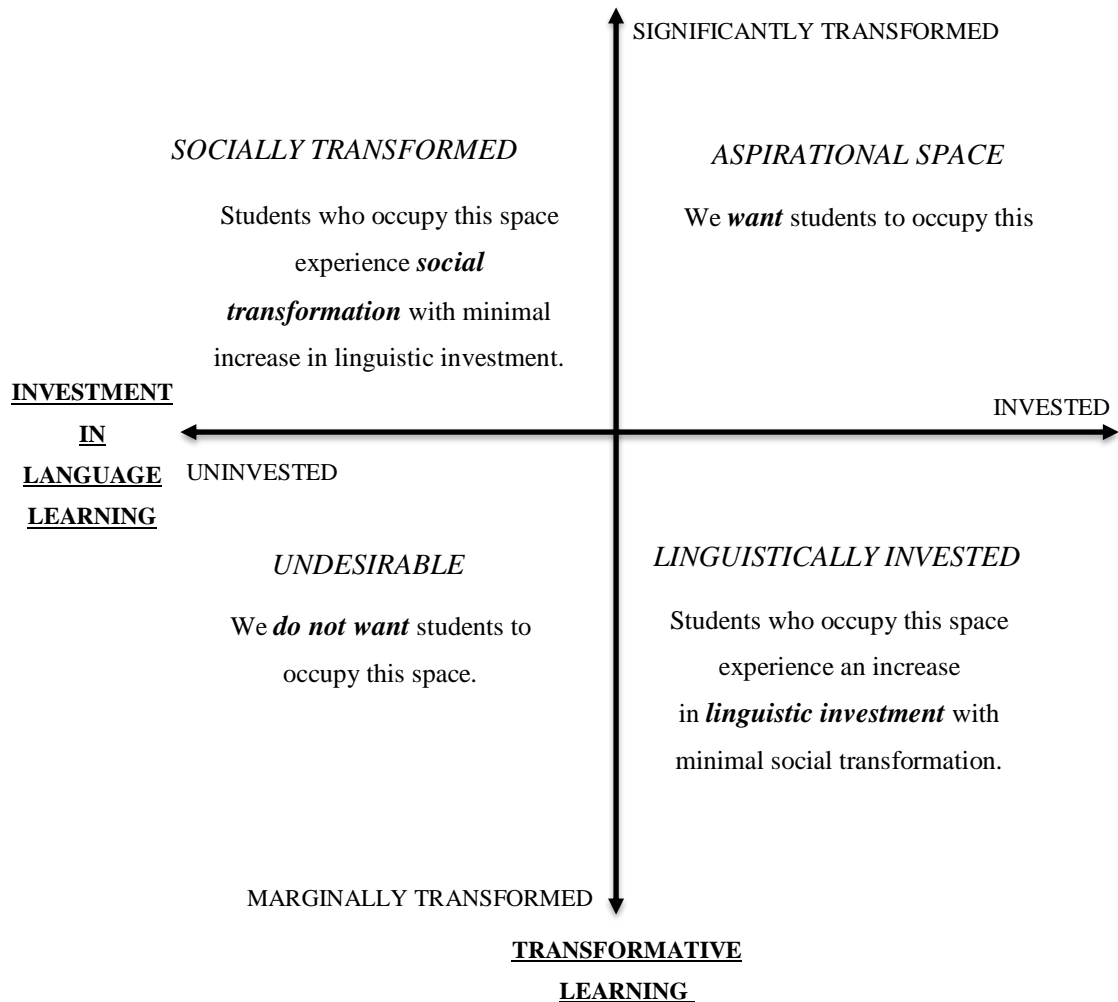 SIGNIFICANTLY TRANSFORMED
SOCIALLY TRANSFORMED
Students who occupy this space
experience social
transformation with minimal
increase in linguistic investment.
ASPIRATIONAL SPACE
We want students to occupy this
INVESTMENT
IN
LANGUAGE
LEARNING
UNINVESTED
INVESTED
UNDESIRABLE
We do not want students to
occupy this space.
LINGUISTICALLY INVESTED
Students who occupy this space
experience an increase
in linguistic investment with
minimal social transformation.
MARGINALLY TRANSFORMED
TRANSFORMATIVE
LEARNING